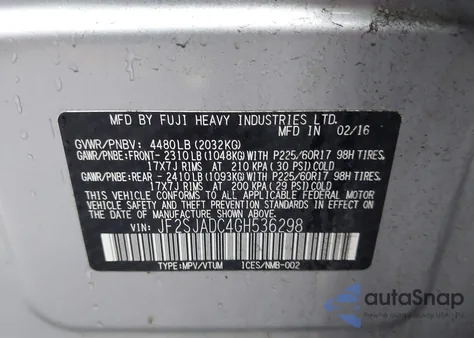 MFD BY FUJI HEAVY INDUSTRIES LTD.
MFD IN 02/16
GVWR/PNBV: 4480LB (2032KG)
GAWR/PNBE:FRONT- 2310LB (1048KG)WITH P225/60R17 98H TIRES,
17X7J RIMS, AT 210 KPA ( 30 PSI) COLD
GAWR/PNBE:REAR - 2410LB (1093KG)WITH P225/60R17 98H TIRES,
17X7J RIMS, AT 200 KPA ( 29 PSI) COLD
THIS VEHICLE CONFORMS TO ALL APPLICABLE FEDERAL MOTOR
VEHICLE SAFETY, BUMPER, AND THEFT PREVENTION STANDARDS
IN EFFECT ON THE DATE OF MANUFACTURE SHOWN ABOVE.
VIN: JF2SJADC4GH536298
TYPE:MPV/VTUM ICES/NMB-002
autoSnap